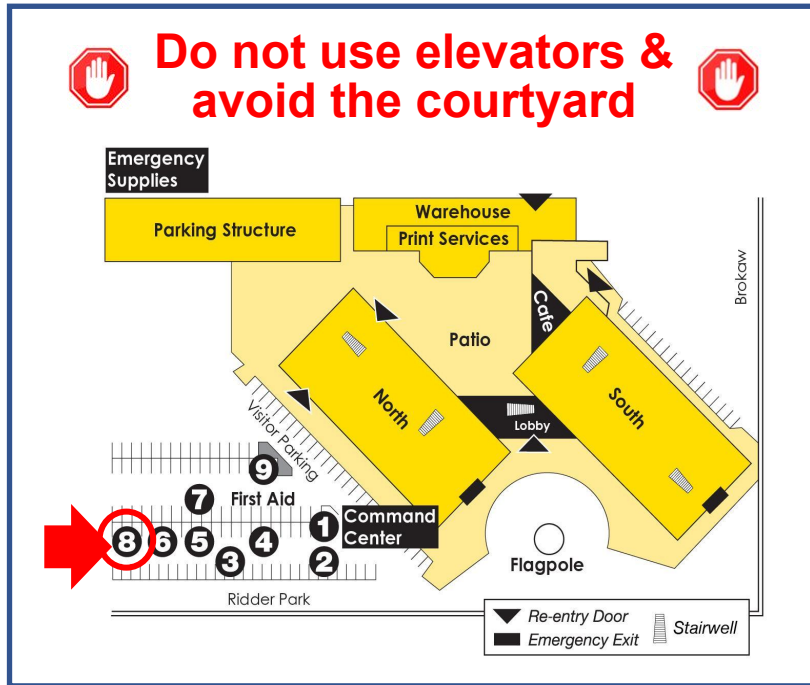 Do not use elevators &
avoid the courtyard
Emergency
Supplies
Parking Structure
Warehouse
Print Services
Brokaw
Cafe
Patio
North
South
Lobby
Visitor Parking
9
7
First Aid
1
Command
Center
8
6
5
4
3
2
Flagpole
Ridder Park
Re-entry Door
Emergency Exit
Stairwell